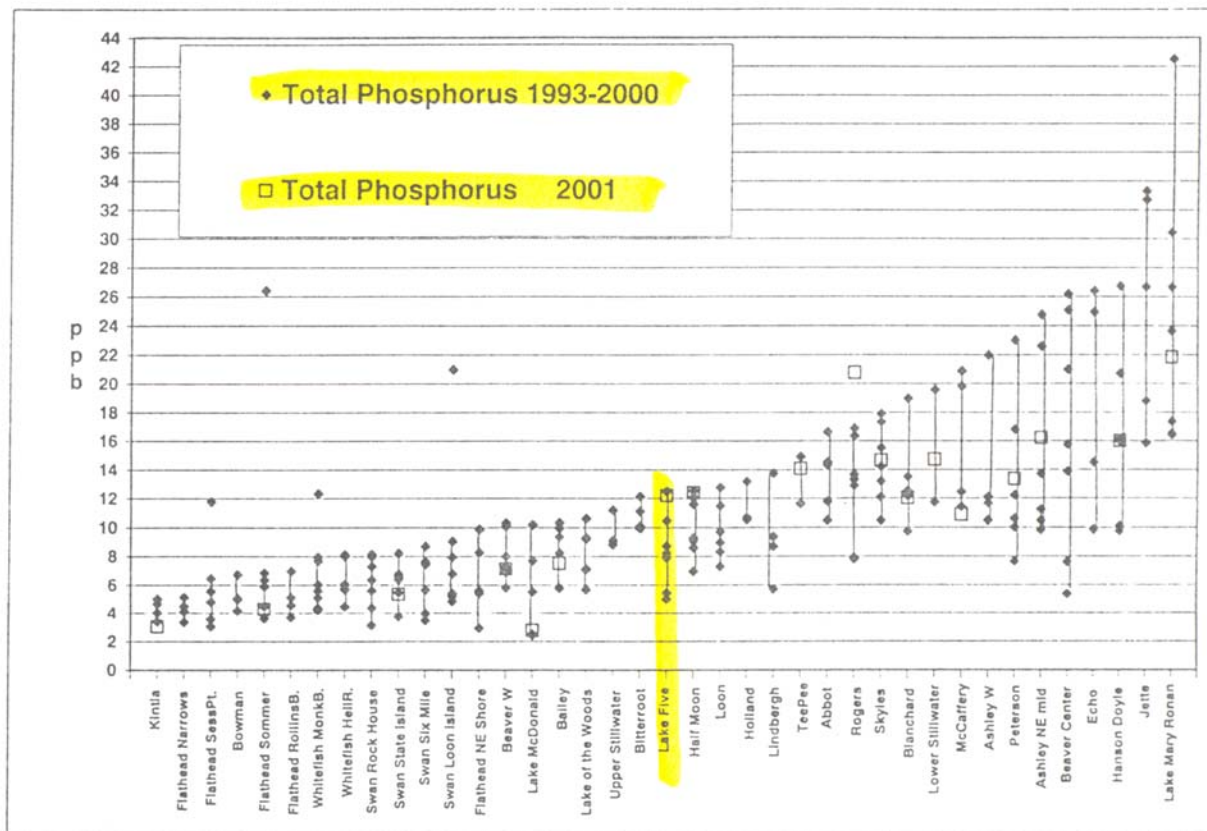 44
42
40
38
36
34
32
30
28
26
24
22
20
18
16
14
12
10
8
6
4
2
0
ppb
Total Phosphorus 1993-2000
Total Phosphorus 2001
Kintla
Flathead Narrows
Flathead SessPt.
Bowman
Flathead Sommer
Flathead RollinsB.
Whitefish MonkB.
Whitefish HellR.
Swan Rock House
Swan State Island
Swan Six Mile
Swan Loon Island
Flathead NE Shore
Beaver W
Lake McDonald
Bailey
Lake of the Woods
Upper Stillwater
Bitterroot
Lake Five
Half Moon
Loon
Holland
Lindbergh
TeePee
Abbot
Rogers
Skyles
Blanchard
Lower Stillwater
McCaffery
Ashley W
Peterson
Ashley NE mid
Beaver Center
Echo
Hanson Doyle
Jette
Lake Mary Ronan